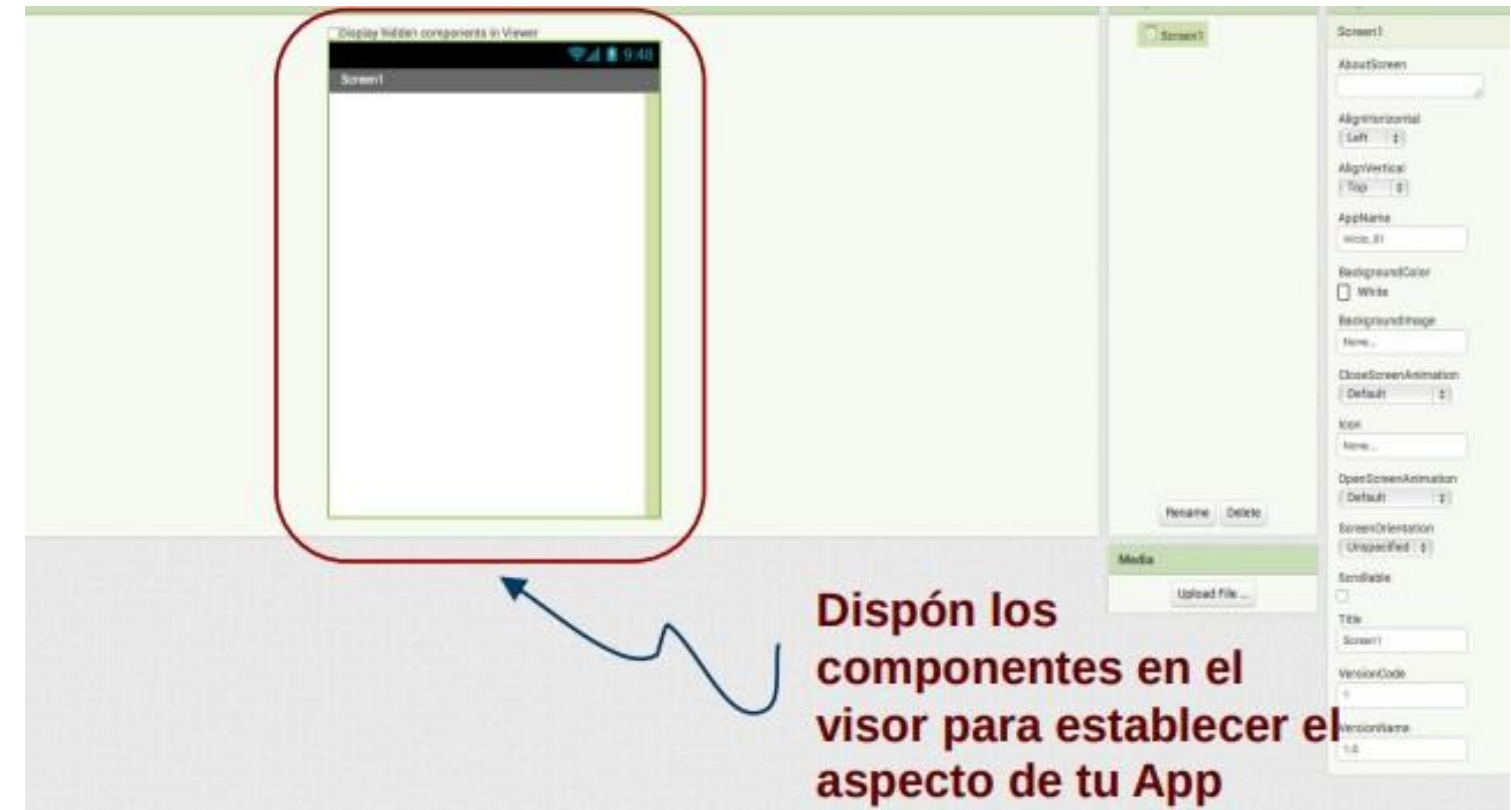 Display hidden components in Viewer
9:48
Screen1
Screen1
Rename Delete
Media
Upload File ...
Screen1
AboutScreen
AlignHorizontal
Left
AlignVertical
Top
AppName
inicio_01
BackgroundColor
White
BackgroundImage
None...
CloseScreenAnimation
Default
Icon
None...
OpenScreenAnimation
Default
ScreenOrientation
Unspecified
Scrollable
Title
Screen1
VersionCode
1
VersionName
1.0
Dispón los
componentes en el
visor para establecer el
aspecto de tu App